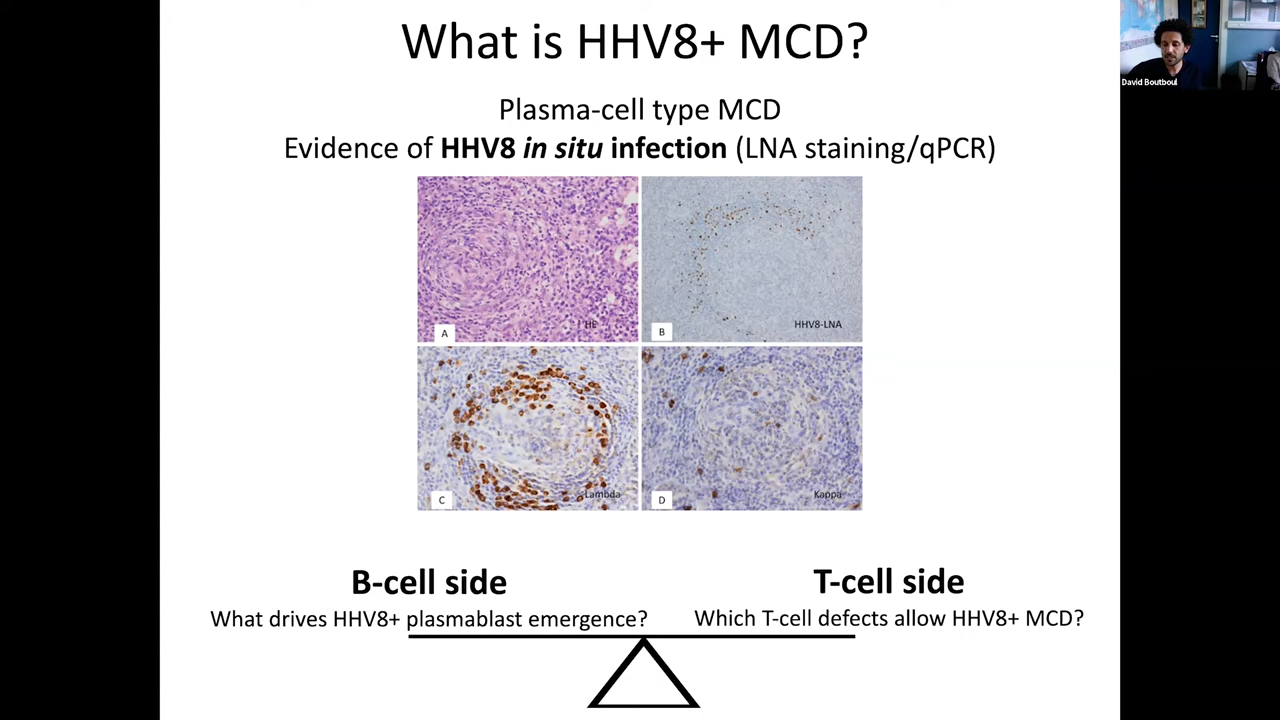 What is HHV8+ MCD?
David Boutboul
Plasma-cell type MCD
Evidence of HHV8 in situ infection (LNA staining/qPCR)
A
HE
B
HHV8-LNA
C
Lambda
D
Kappa
B-cell side
T-cell side
What drives HHV8+ plasmablast emergence?
Which T-cell defects allow HHV8+ MCD?